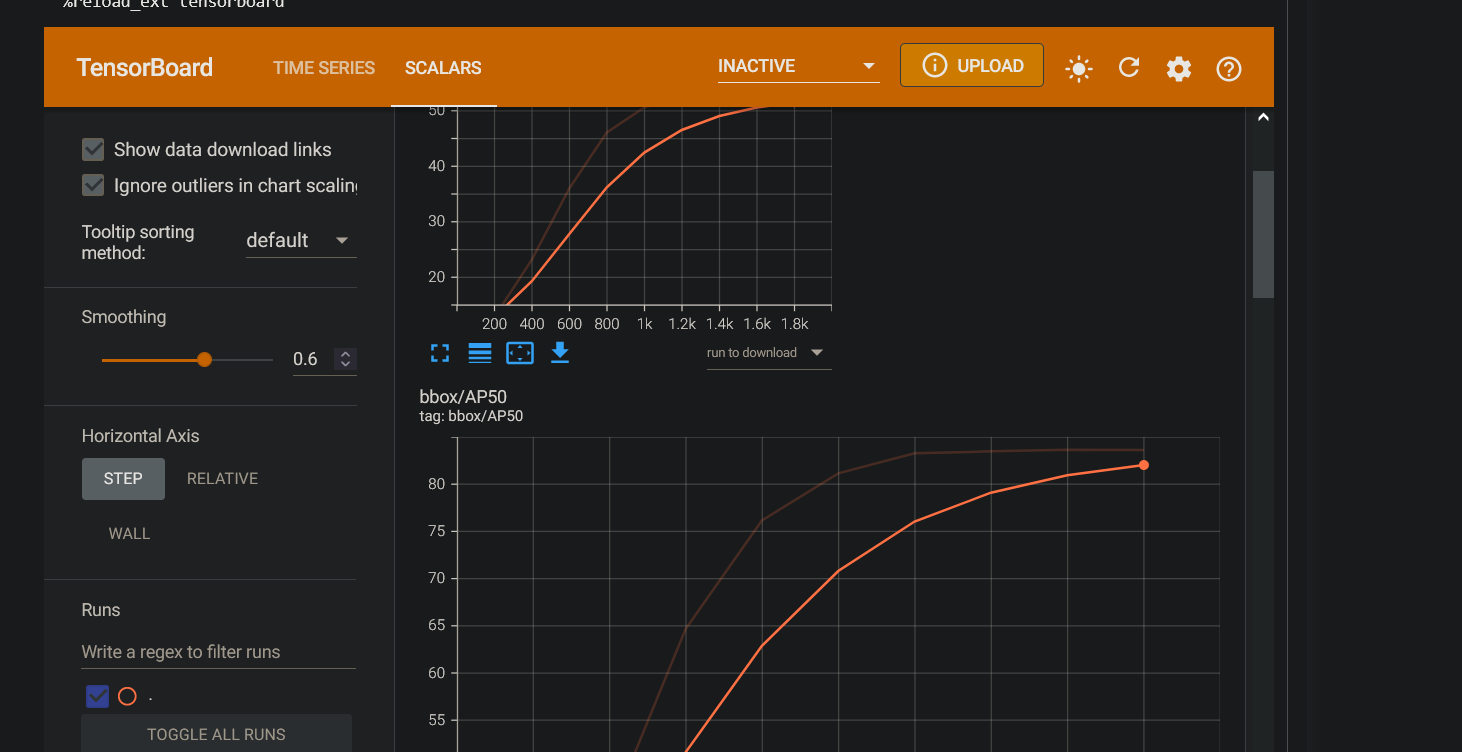 %reload_ext tensorboard
TensorBoard
TIME SERIES
SCALARS
INACTIVE
UPLOAD
Show data download links
Ignore outliers in chart scaling
Tooltip sorting
method:
default
Smoothing
0.6
Horizontal Axis
STEP
RELATIVE
WALL
Runs
Write a regex to filter runs
.
TOGGLE ALL RUNS
50
40
30
20
200 400 600 800 1k 1.2k 1.4k 1.6k 1.8k
run to download
bbox/AP50
tag: bbox/AP50
80
75
70
65
60
55